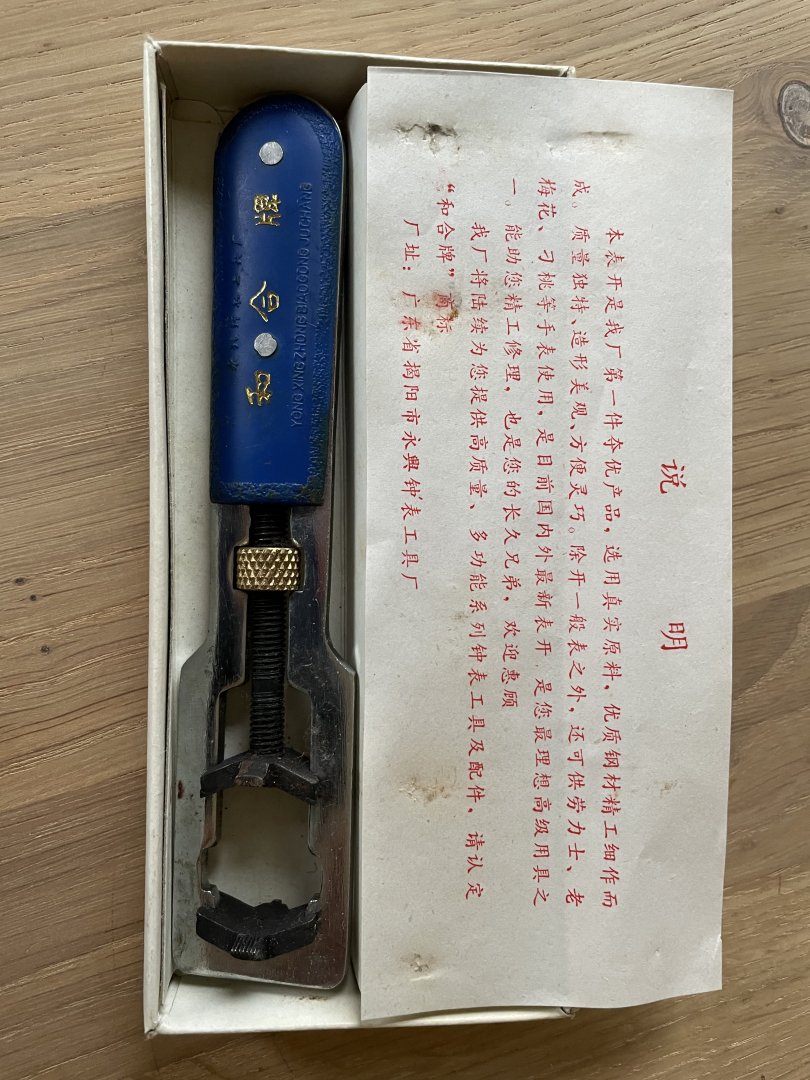 和合牌
YONGXINGZHONGBIAOGONGJUCHANG
说 明
本表开是我厂第一件夺优产品，选用真实原料，优质钢材精工细作而
成。质量独特、造形美观、方便灵巧。除开一般表之外，还可供劳力士、老
梅花、刁桃等手表使用，是目前国内外最新表开，是您最理想高级用具之
一。能助您精工修理，也是您的长久兄弟，欢迎惠顾
我厂将陆续为您提供高质量、多功能系列钟表工具及配件，请认定
“和合牌”商标
厂址：广东省揭阳市永興钟表工具厂